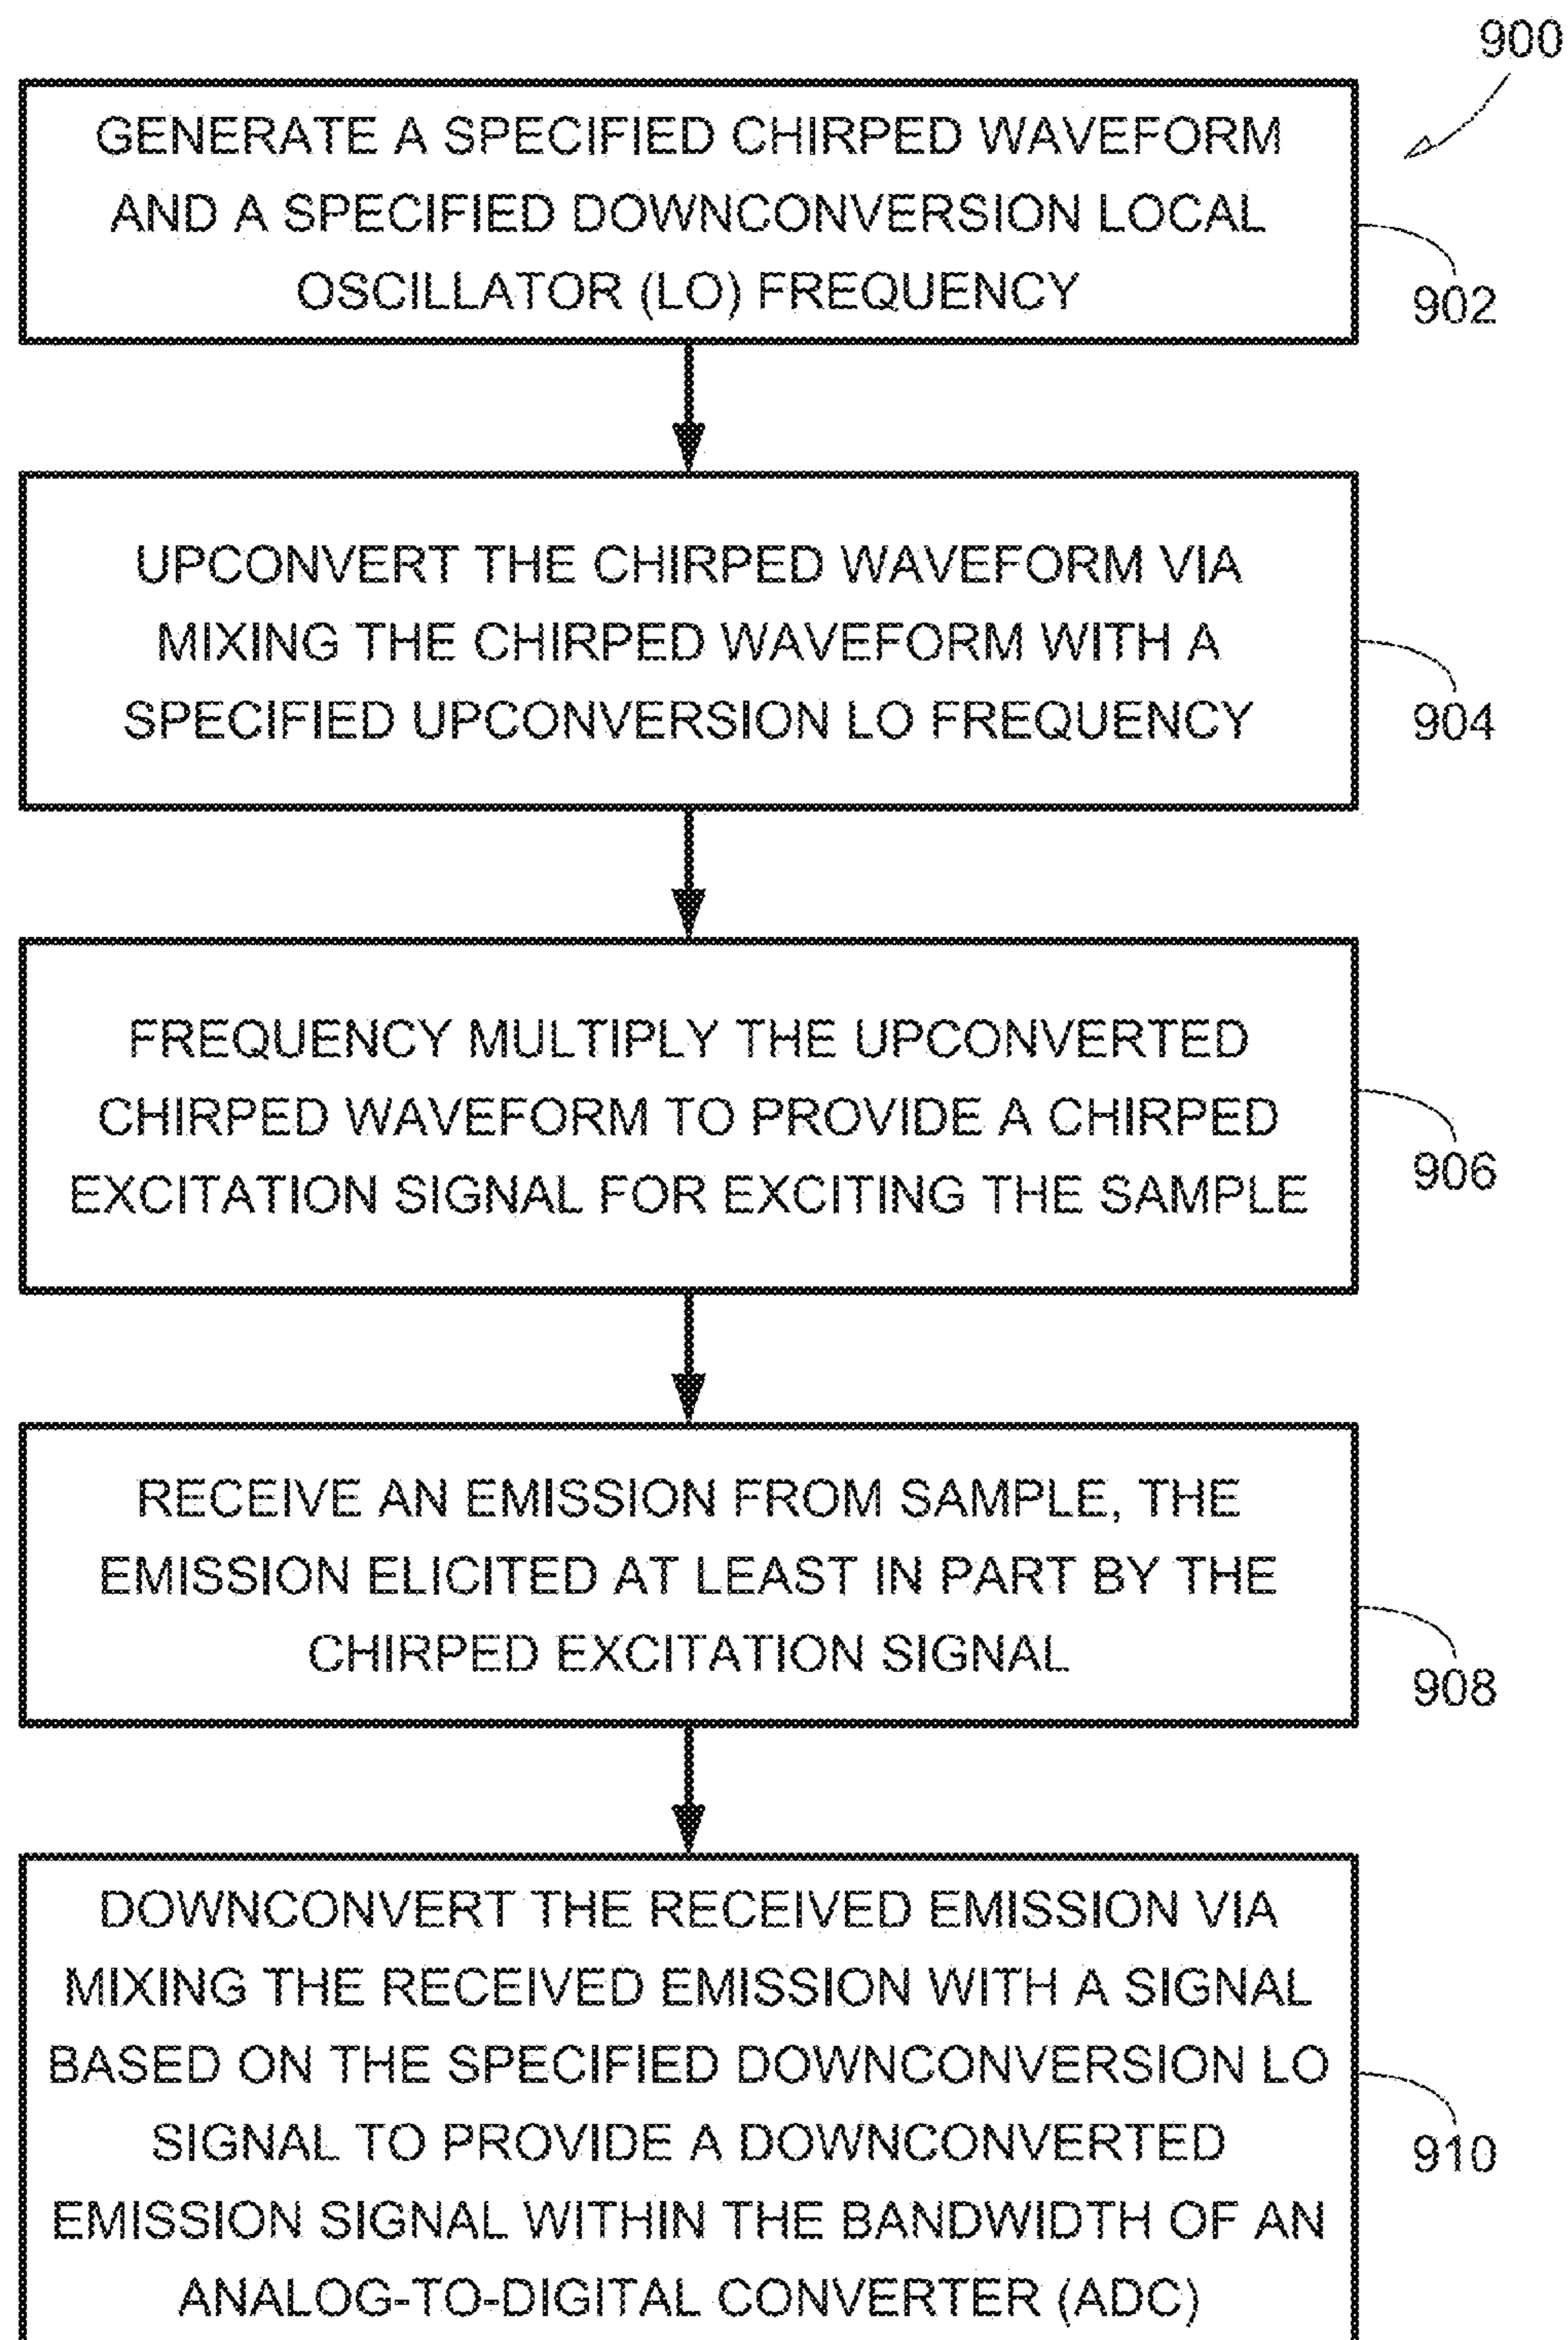 900
GENERATE A SPECIFIED CHIRPED WAVEFORM
AND A SPECIFIED DOWNCONVERSION LOCAL
OSCILLATOR (LO) FREQUENCY
902
UPCONVERT THE CHIRPED WAVEFORM VIA
MIXING THE CHIRPED WAVEFORM WITH A
SPECIFIED UPCONVERSION LO FREQUENCY
904
FREQUENCY MULTIPLY THE UPCONVERTED
CHIRPED WAVEFORM TO PROVIDE A CHIRPED
EXCITATION SIGNAL FOR EXCITING THE SAMPLE
906
RECEIVE AN EMISSION FROM SAMPLE, THE
EMISSION ELICITED AT LEAST IN PART BY THE
CHIRPED EXCITATION SIGNAL
908
DOWNCONVERT THE RECEIVED EMISSION VIA
MIXING THE RECEIVED EMISSION WITH A SIGNAL
BASED ON THE SPECIFIED DOWNCONVERSION LO
SIGNAL TO PROVIDE A DOWNCONVERTED
EMISSION SIGNAL WITHIN THE BANDWIDTH OF AN
ANALOG-TO-DIGITAL CONVERTER (ADC)
910